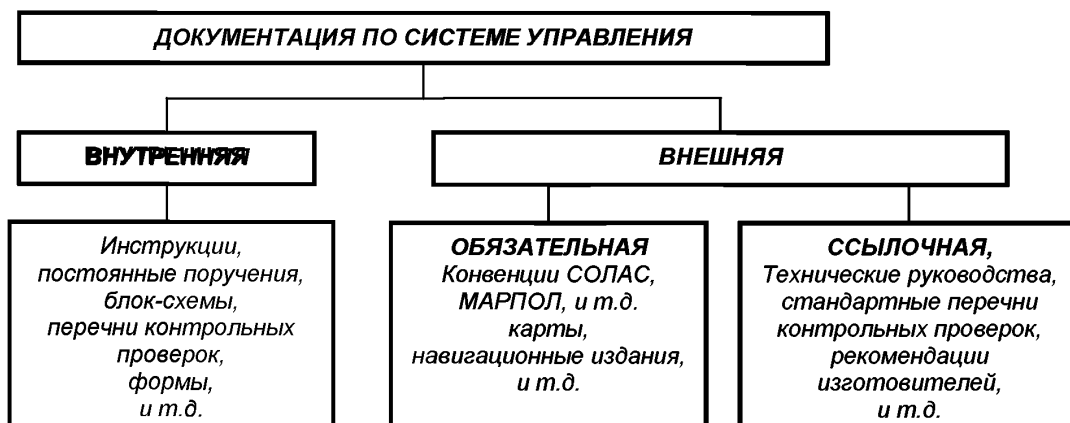 ДОКУМЕНТАЦИЯ ПО СИСТЕМЕ УПРАВЛЕНИЯ
ВНУТРЕННЯЯ
ВНЕШНЯЯ
Инструкции,
постоянные поручения,
блок-схемы,
перечни контрольных
проверок,
формы,
и т.д.
ОБЯЗАТЕЛЬНАЯ
Конвенции СОЛАС,
МАРПОЛ, и т.д.
карты,
навигационные издания,
и т.д.
ССЫЛОЧНАЯ,
Технические руководства,
стандартные перечни
контрольных проверок,
рекомендации
изготовителей,
и т.д.